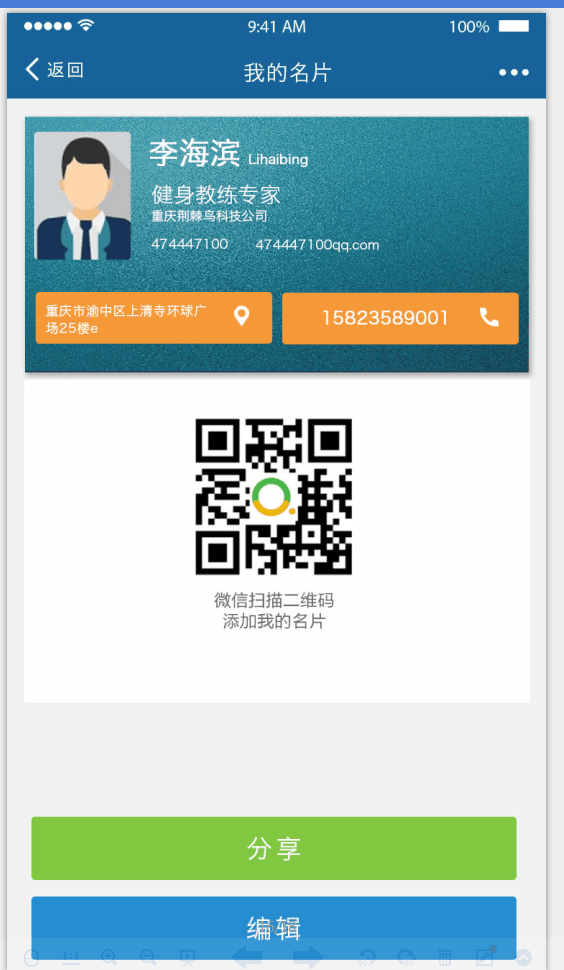 9:41 AM 100%
返回 我的名片
李海滨 Lihaibing
健身教练专家
重庆荆棘鸟科技公司
474447100 474447100qq.com
重庆市渝中区上清寺环球广
场25楼e
15823589001
微信扫描二维码
添加我的名片
分享
编辑
1:1